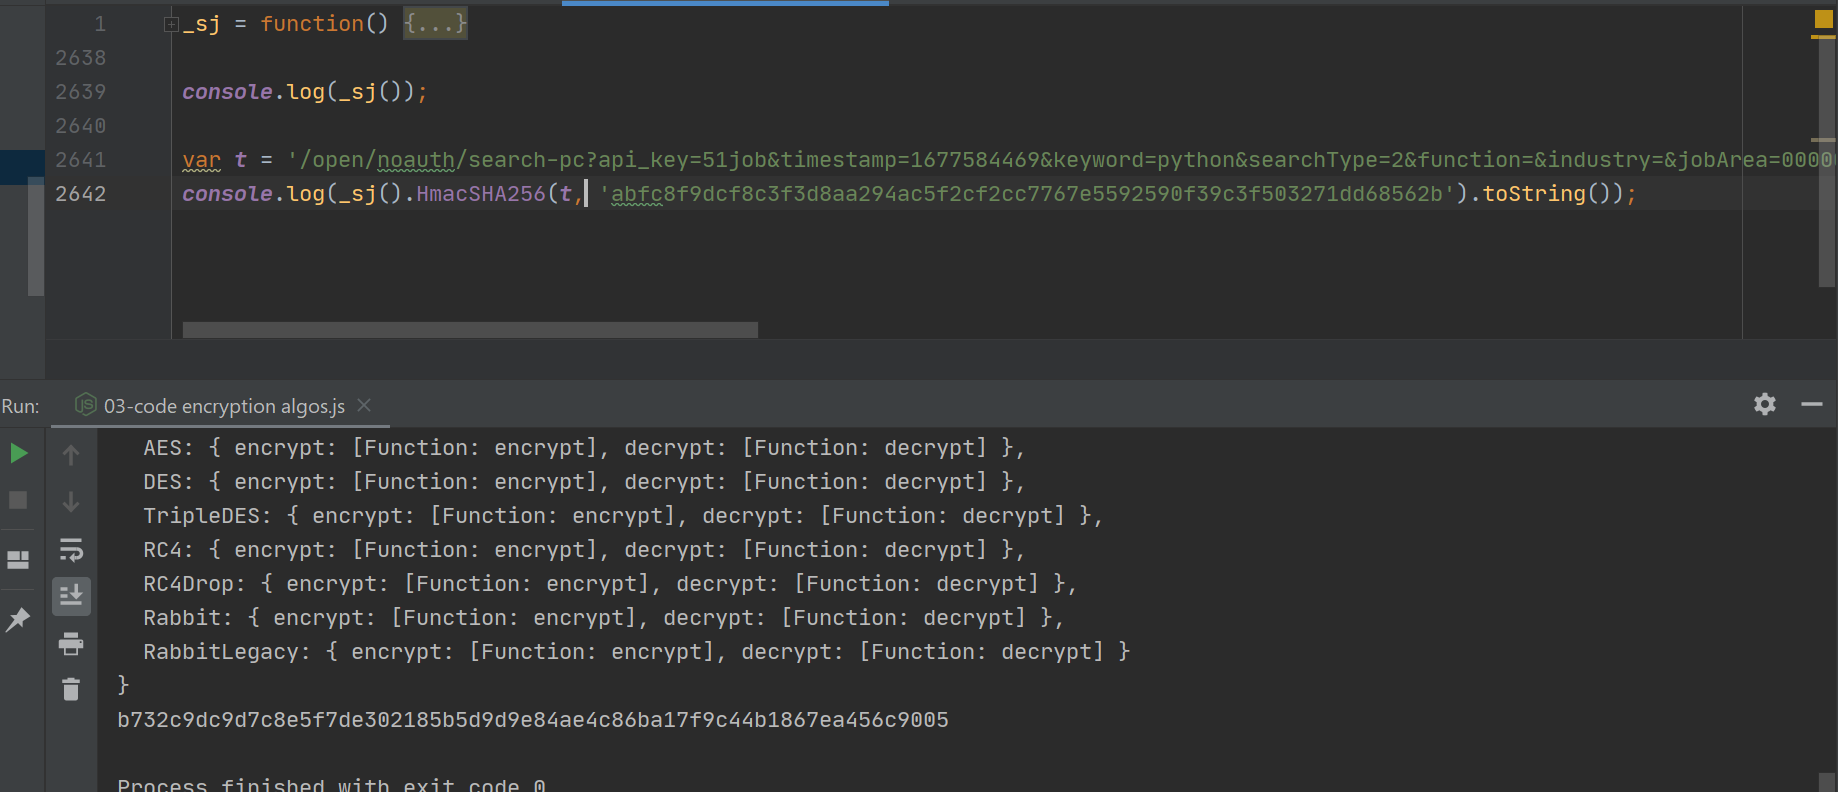 1 _sj = function() {...}
2638
2639 console.log(_sj());
2640
2641 var t = '/open/noauth/search-pc?api_key=51job&timestamp=1677584469&keyword=python&searchType=2&function=&industry=&jobArea=0000
2642 console.log(_sj().HmacSHA256(t, 'abfc8f9dcf8c3f3d8aa294ac5f2cf2cc7767e5592590f39c3f503271dd68562b').toString());
Run: 03-code encryption algos.js
AES: { encrypt: [Function: encrypt], decrypt: [Function: decrypt] },
DES: { encrypt: [Function: encrypt], decrypt: [Function: decrypt] },
TripleDES: { encrypt: [Function: encrypt], decrypt: [Function: decrypt] },
RC4: { encrypt: [Function: encrypt], decrypt: [Function: decrypt] },
RC4Drop: { encrypt: [Function: encrypt], decrypt: [Function: decrypt] },
Rabbit: { encrypt: [Function: encrypt], decrypt: [Function: decrypt] },
RabbitLegacy: { encrypt: [Function: encrypt], decrypt: [Function: decrypt] }
}
b732c9dc9d7c8e5f7de302185b5d9d9e84ae4c86ba17f9c44b1867ea456c9005
Process finished with exit code 0